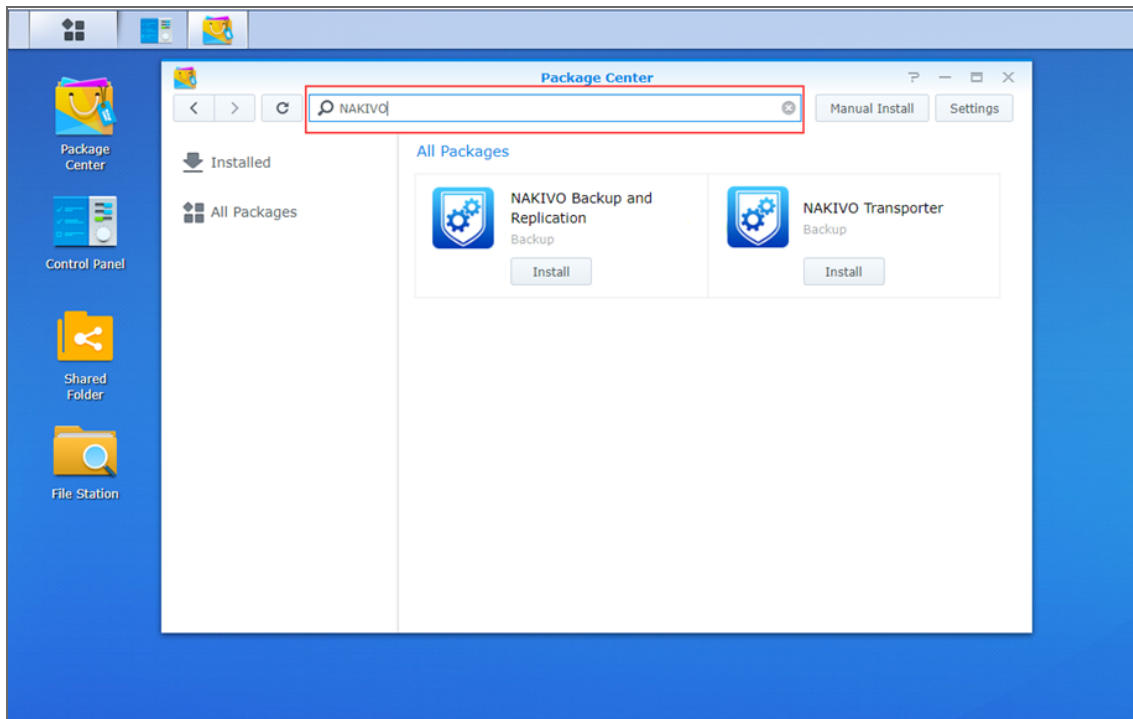 Package Center
NAKIVO
Manual Install
Settings
Package
Center
Control Panel
Shared
Folder
File Station
Installed
All Packages
All Packages
NAKIVO Backup and
Replication
Backup
Install
NAKIVO Transporter
Backup
Install